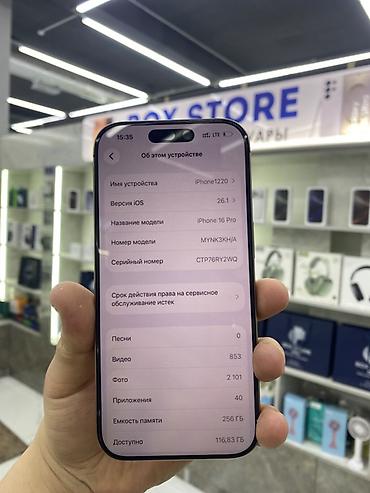 BOX STORE
УАРЫ
15:35
LTE
Об этом устройстве
Имя устройства iPhone1220
Версия iOS 26.1
Название модели iPhone 16 Pro
Номер модели MYNK3KH/A
Серийный номер CTP76RY2WQ
Срок действия права на сервисное
обслуживание истек
Песни 0
Видео 853
Фото 2 101
Приложения 40
Емкость памяти 256 ГБ
Доступно 116,83 ГБ